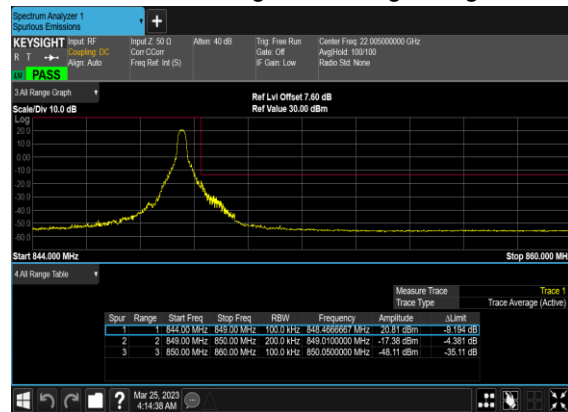 Spectrum Analyzer 1
Spurious Emissions
KEYSIGHT Input: RF Input Z: 50 Ω Atten: 40 dB Trig: Free Run Center Freq: 22.005000000 GHz
R T Coupling: DC Corr CCorr Gate: Off Avg|Hold: 100/100
Align: Auto Freq Ref: Int (S) IF Gain: Low Radio Std: None
LXI PASS
3 All Range Graph
Ref Lvl Offset 7.60 dB
Scale/Div 10.0 dB Ref Value 30.00 dBm
Log
20.0
10.0
0.00
-10.0
-20.0
-30.0
-40.0
-50.0
-60.0
Start 844.000 MHz Stop 860.000 MH
4 All Range Table
Measure Trace Trace 1
Trace Type Trace Average (Active)
Spur Range Start Freq Stop Freq RBW Frequency Amplitude ΔLimit
1 1 844.00 MHz 849.00 MHz 100.0 kHz 848.4666667 MHz 20.81 dBm -9.194 dB
2 2 849.00 MHz 850.00 MHz 200.0 kHz 849.0100000 MHz -17.38 dBm -4.381 dB
3 3 850.00 MHz 860.00 MHz 100.0 kHz 850.0500000 MHz -48.11 dBm -35.11 dB
Mar 25, 2023
4:14:38 AM